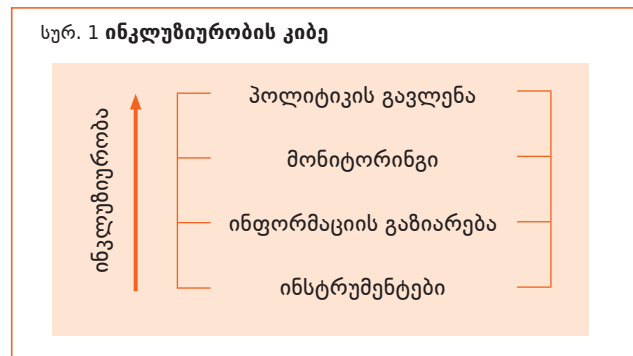 სურ. 1 ინკლუზიურობის კიბე
ინკლუზიურობა
პოლიტიკის გავლენა
მონიტორინგი
ინფორმაციის გაზიარება
ინსტრუმენტები